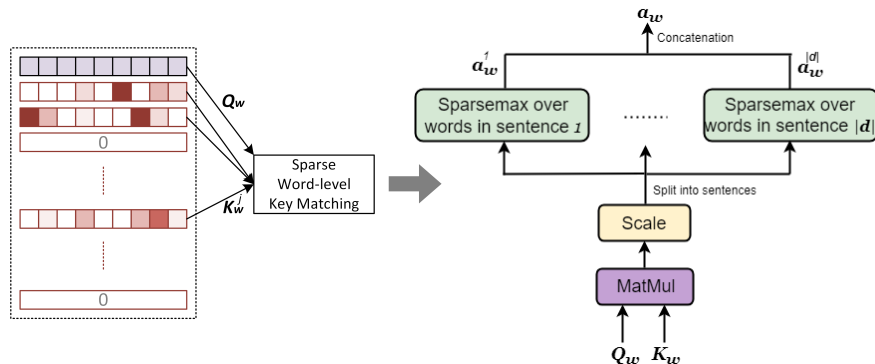 Q_w
0
K_w^j
0
Sparse
Word-level
Key Matching
a_w
Concatenation
a_w^1
a_w^|d|
Sparsemax over
words in sentence 1
........
Sparsemax over
words in sentence |d|
Split into sentences
Scale
MatMul
Q_w K_w